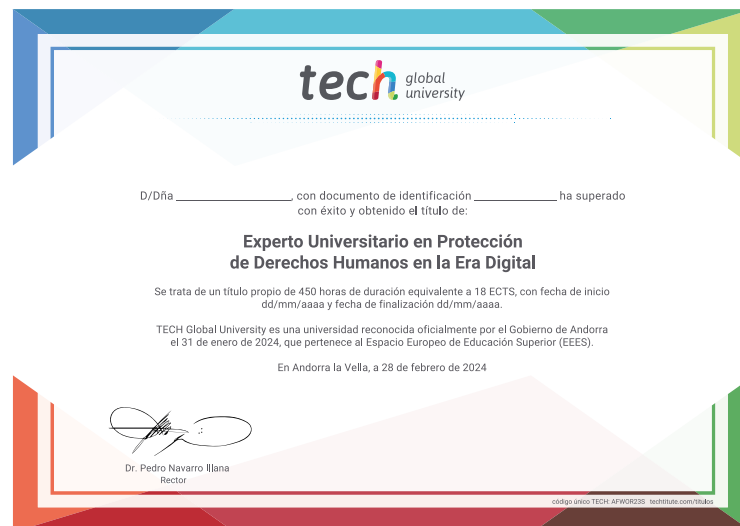 tech global university
D/Dña ____________, con documento de identificación ____________ ha superado
con éxito y obtenido el título de:
Experto Universitario en Protección
de Derechos Humanos en la Era Digital
Se trata de un título propio de 450 horas de duración equivalente a 18 ECTS, con fecha de inicio
dd/mm/aaaa y fecha de finalización dd/mm/aaaa.
TECH Global University es una universidad reconocida oficialmente por el Gobierno de Andorra
el 31 de enero de 2024, que pertenece al Espacio Europeo de Educación Superior (EEES).
En Andorra la Vella, a 28 de febrero de 2024
Dr. Pedro Navarro Illana
Rector
código único TECH: AFWOR23S techtitute.com/titulos